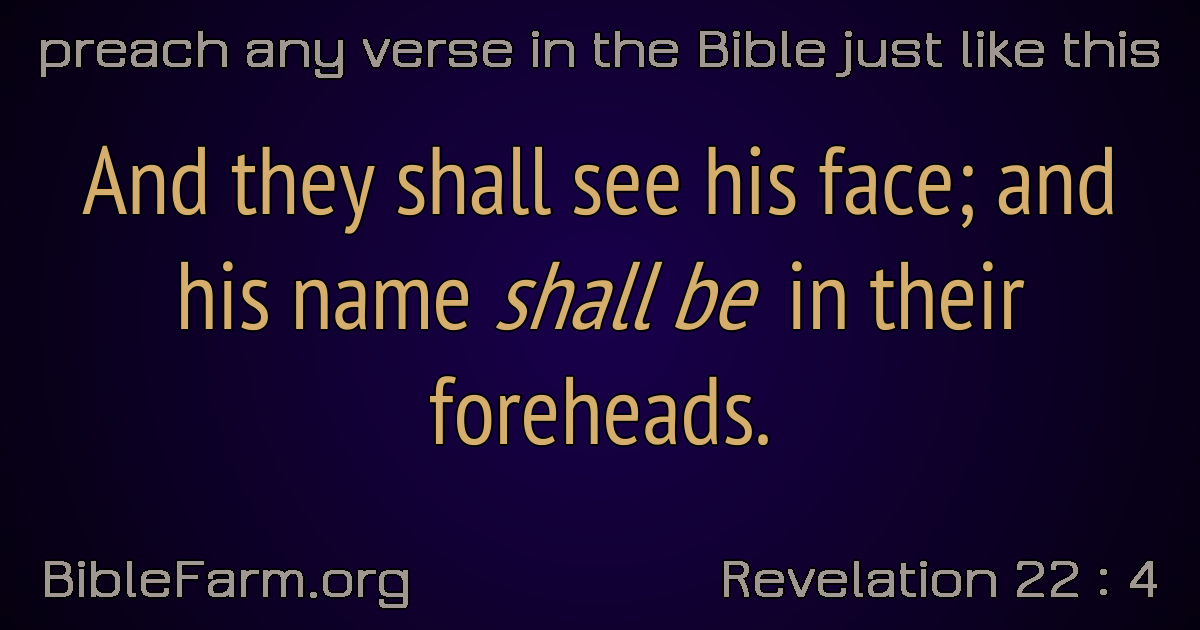 preach any verse in the Bible just like this
And they shall see his face; and
his name shall be in their
foreheads.
BibleFarm.org
Revelation 22 : 4